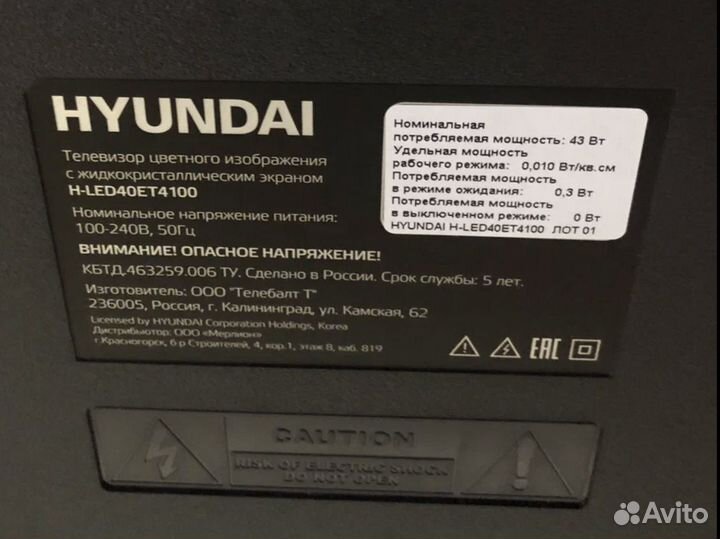 HYUNDAI
Телевизор цветного изображения
с жидкокристаллическим экраном
H-LED40ET4100
Номинальное напряжение питания:
100-240В, 50Гц
ВНИМАНИЕ! ОПАСНОЕ НАПРЯЖЕНИЕ!
КБТД.463259.006 ТУ. Сделано в России. Срок службы: 5 лет.
Изготовитель: ООО "Телебалт Т"
236005, Россия, г. Калининград, ул. Камская, 62
Licensed by HYUNDAI Corporation Holdings, Korea
Дистрибьютор: ООО «Мерлион»
г.Красногорск, б-р Строителей, 4, кор.1, этаж 8, каб. 819
Номинальная
потребляемая мощность: 43 Вт
Удельная мощность
рабочего режима: 0,010 Вт/кв.см
Потребляемая мощность
в режиме ожидания: 0,3 Вт
Потребляемая мощность
в выключенном режиме: 0 Вт
HYUNDAI H-LED40ET4100 ЛОТ 01
EAC
CAUTION
RISK OF ELECTRIC SHOCK
DO NOT OPEN
Avito